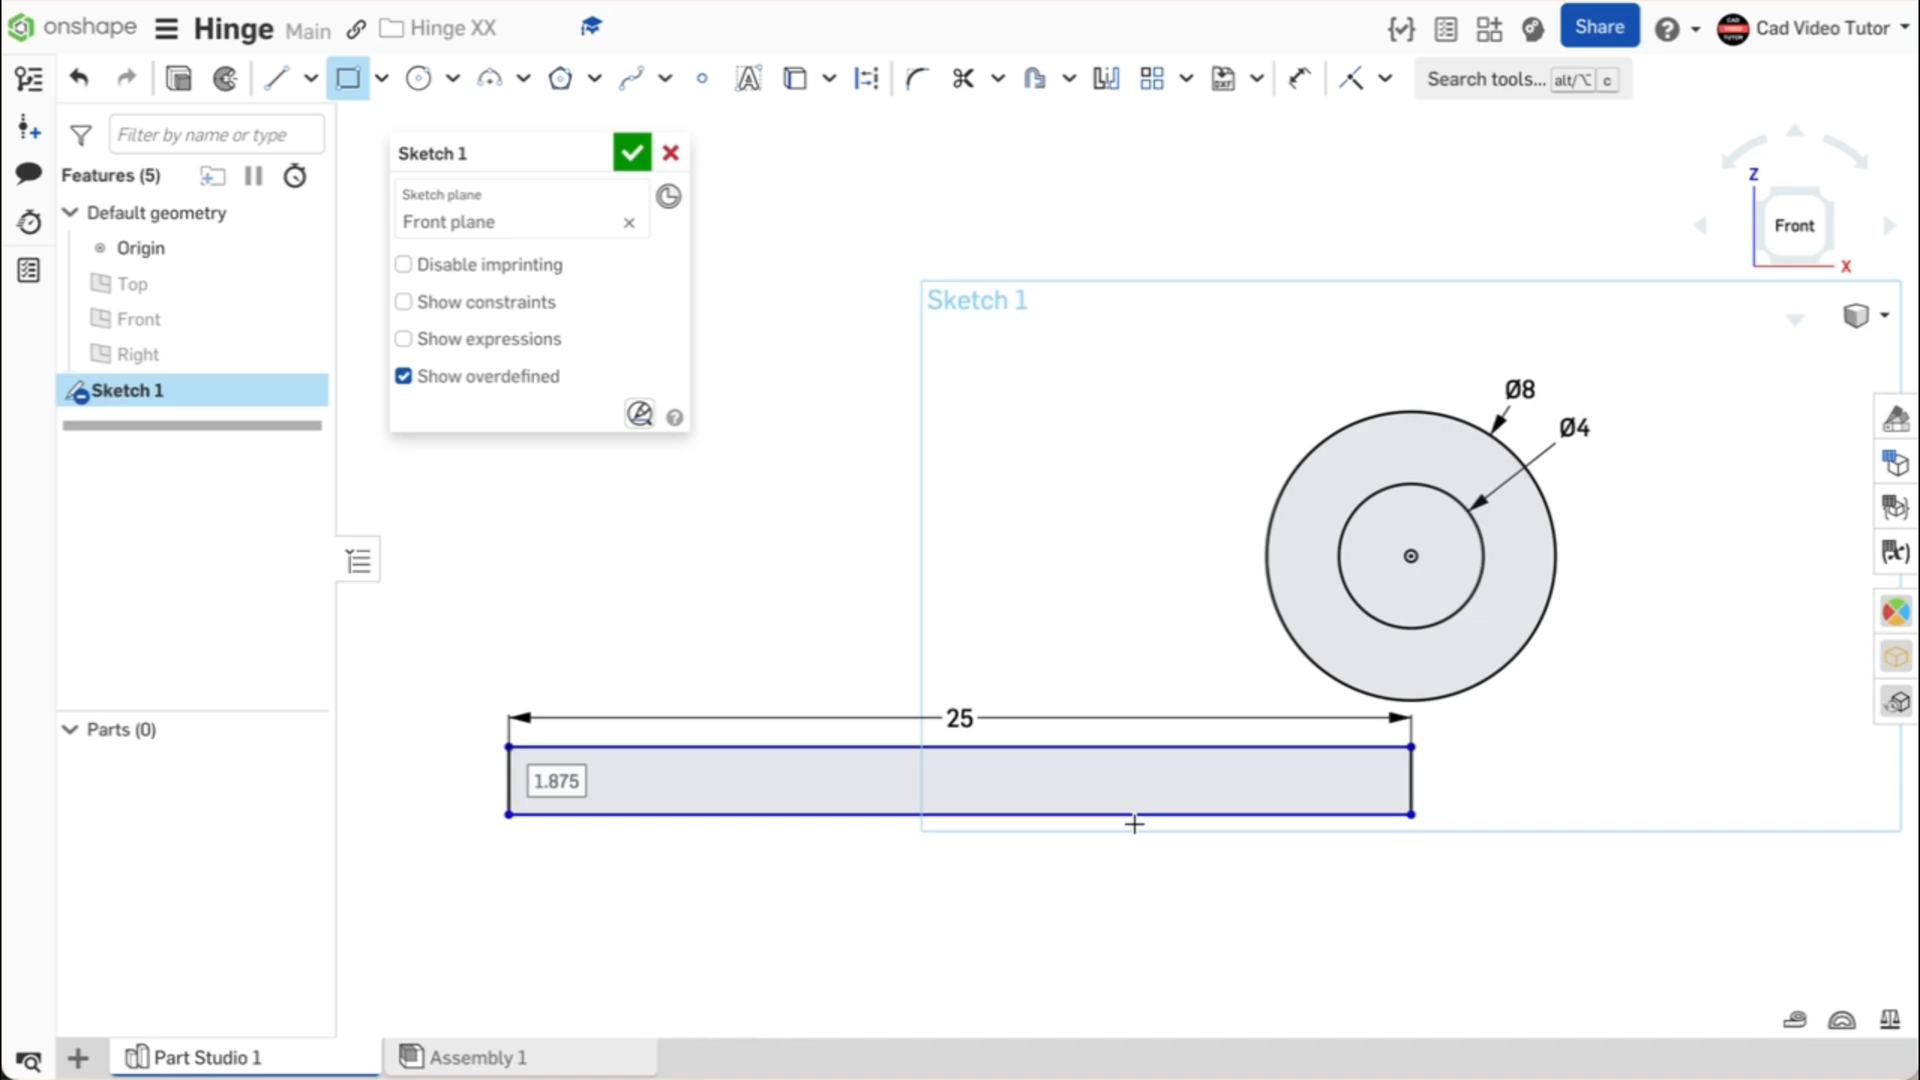 onshape Hinge Main Hinge XX Share Cad Video Tutor
Search tools... alt/⌥ c
Filter by name or type
Features (5)
Default geometry
Origin
Top
Front
Right
Sketch 1
Parts (0)
Sketch 1
Sketch plane
Front plane
Disable imprinting
Show constraints
Show expressions
Show overdefined
Z
Front
X
Sketch 1
Ø8
Ø4
25
1.875
Part Studio 1
Assembly 1